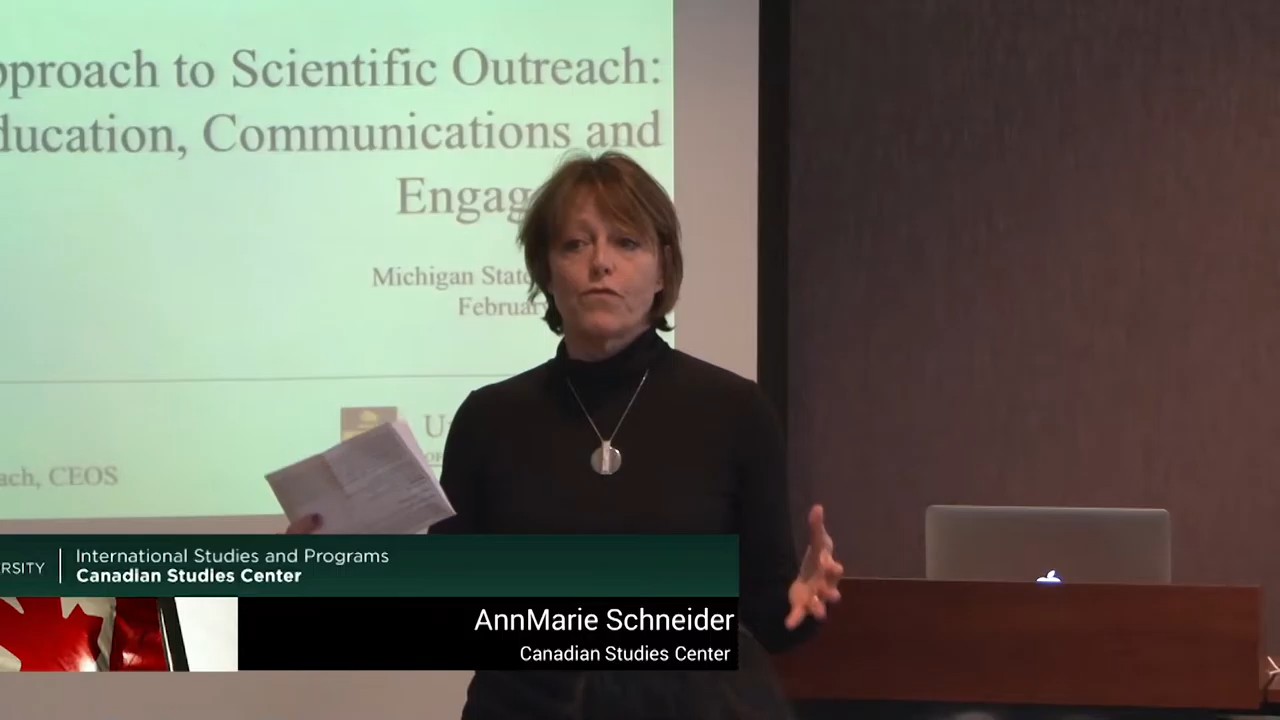 pproach to Scientific Outreach:
ducation, Communications and
Engag
Michigan State
February
U
ach, CEOS
RSITY
International Studies and Programs
Canadian Studies Center
AnnMarie Schneider
Canadian Studies Center